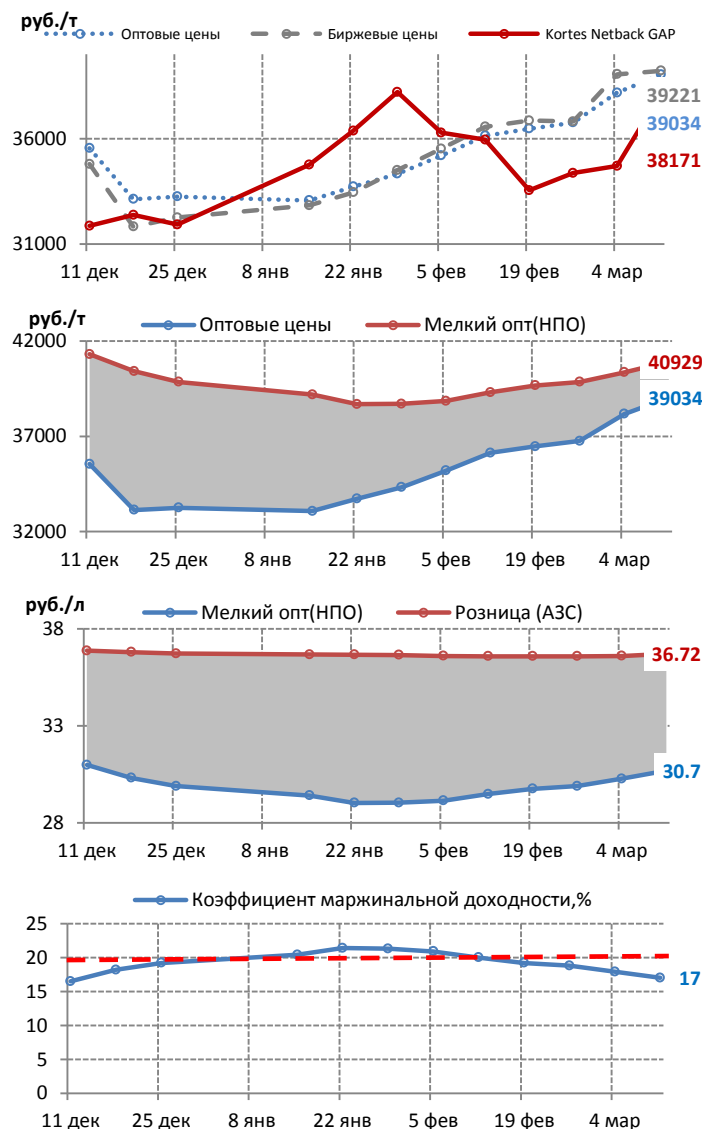 руб./т
Оптовые цены Биржевые цены Kortes Netback GAP
39221
36000
39034
38171
31000
11 дек 25 дек 8 янв 22 янв 5 фев 19 фев 4 мар
руб./т
Оптовые цены Мелкий опт(НПО)
42000
40929
39034
37000
32000
11 дек 25 дек 8 янв 22 янв 5 фев 19 фев 4 мар
руб./л
Мелкий опт(НПО) Розница (АЗС)
38
36.72
33
30.7
28
11 дек 25 дек 8 янв 22 янв 5 фев 19 фев 4 мар
Коэффициент маржинальной доходности,%
25
20
17
15
10
5
0
11 дек 25 дек 8 янв 22 янв 5 фев 19 фев 4 мар